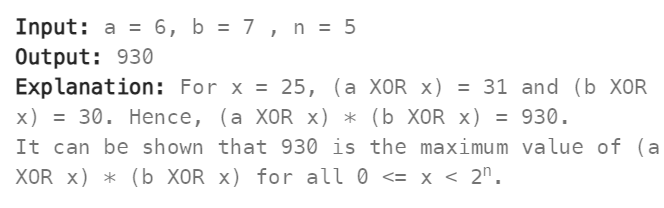 Input: a = 6, b = 7 , n = 5
Output: 930
Explanation: For x = 25, (a XOR x) = 31 and (b XOR
x) = 30. Hence, (a XOR x) * (b XOR x) = 930.
It can be shown that 930 is the maximum value of (a
XOR x) * (b XOR x) for all 0 <= x < 2ⁿ.